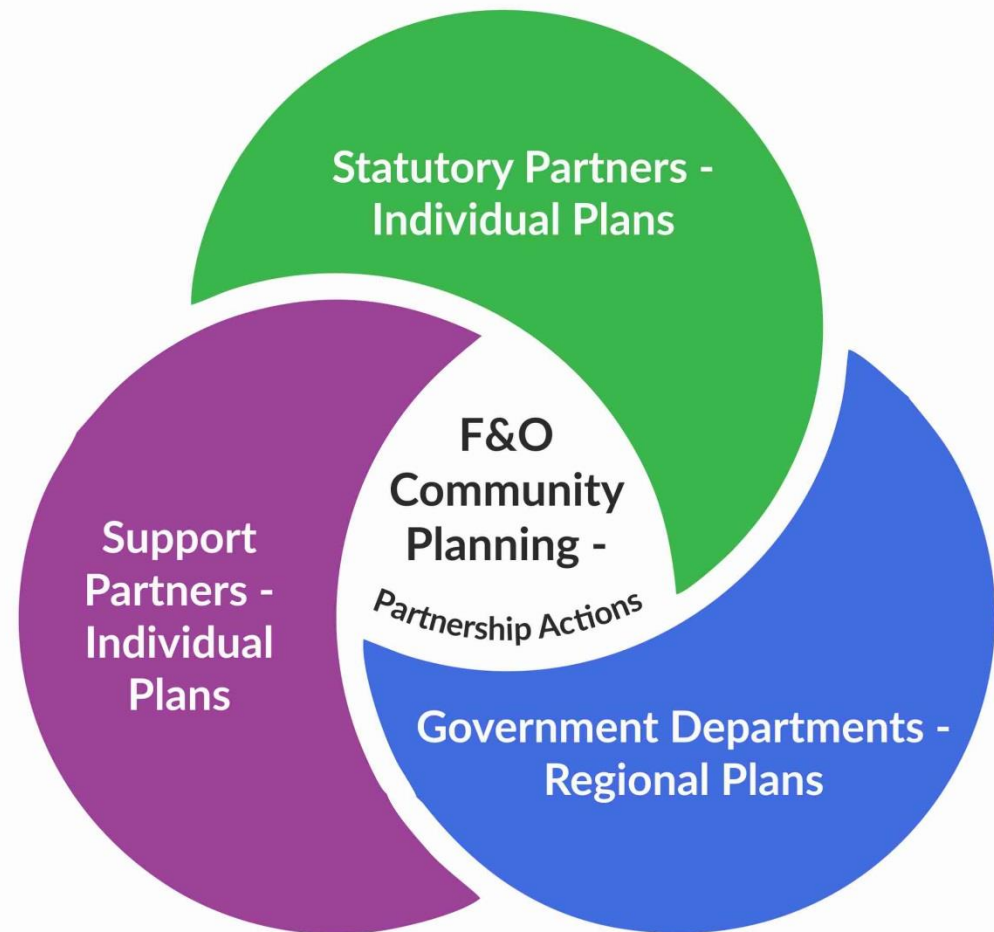 Statutory Partners -
Individual Plans
F&O
Community
Planning -
Partnership Actions
Support
Partners -
Individual
Plans
Government Departments -
Regional Plans